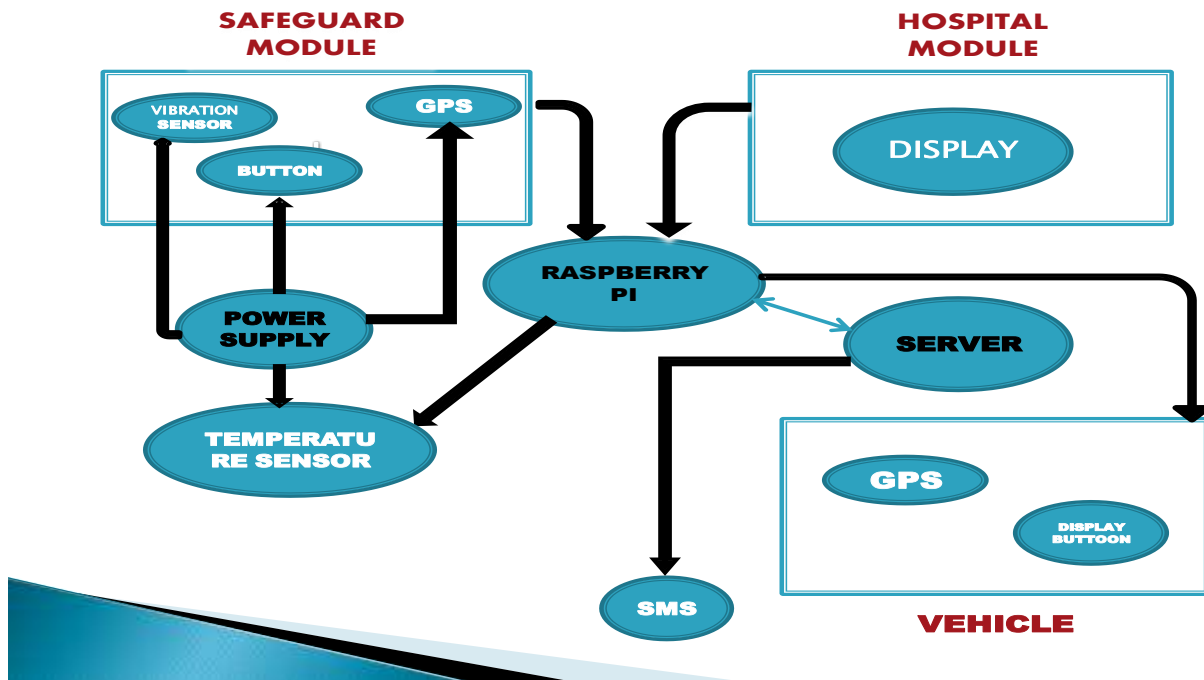 SAFEGUARD
MODULE
HOSPITAL
MODULE
VIBRATION
SENSOR
GPS
BUTTON
DISPLAY
RASPBERRY
PI
POWER
SUPPLY
SERVER
TEMPERATU
RE SENSOR
GPS
DISPLAY
BUTTOON
SMS
VEHICLE